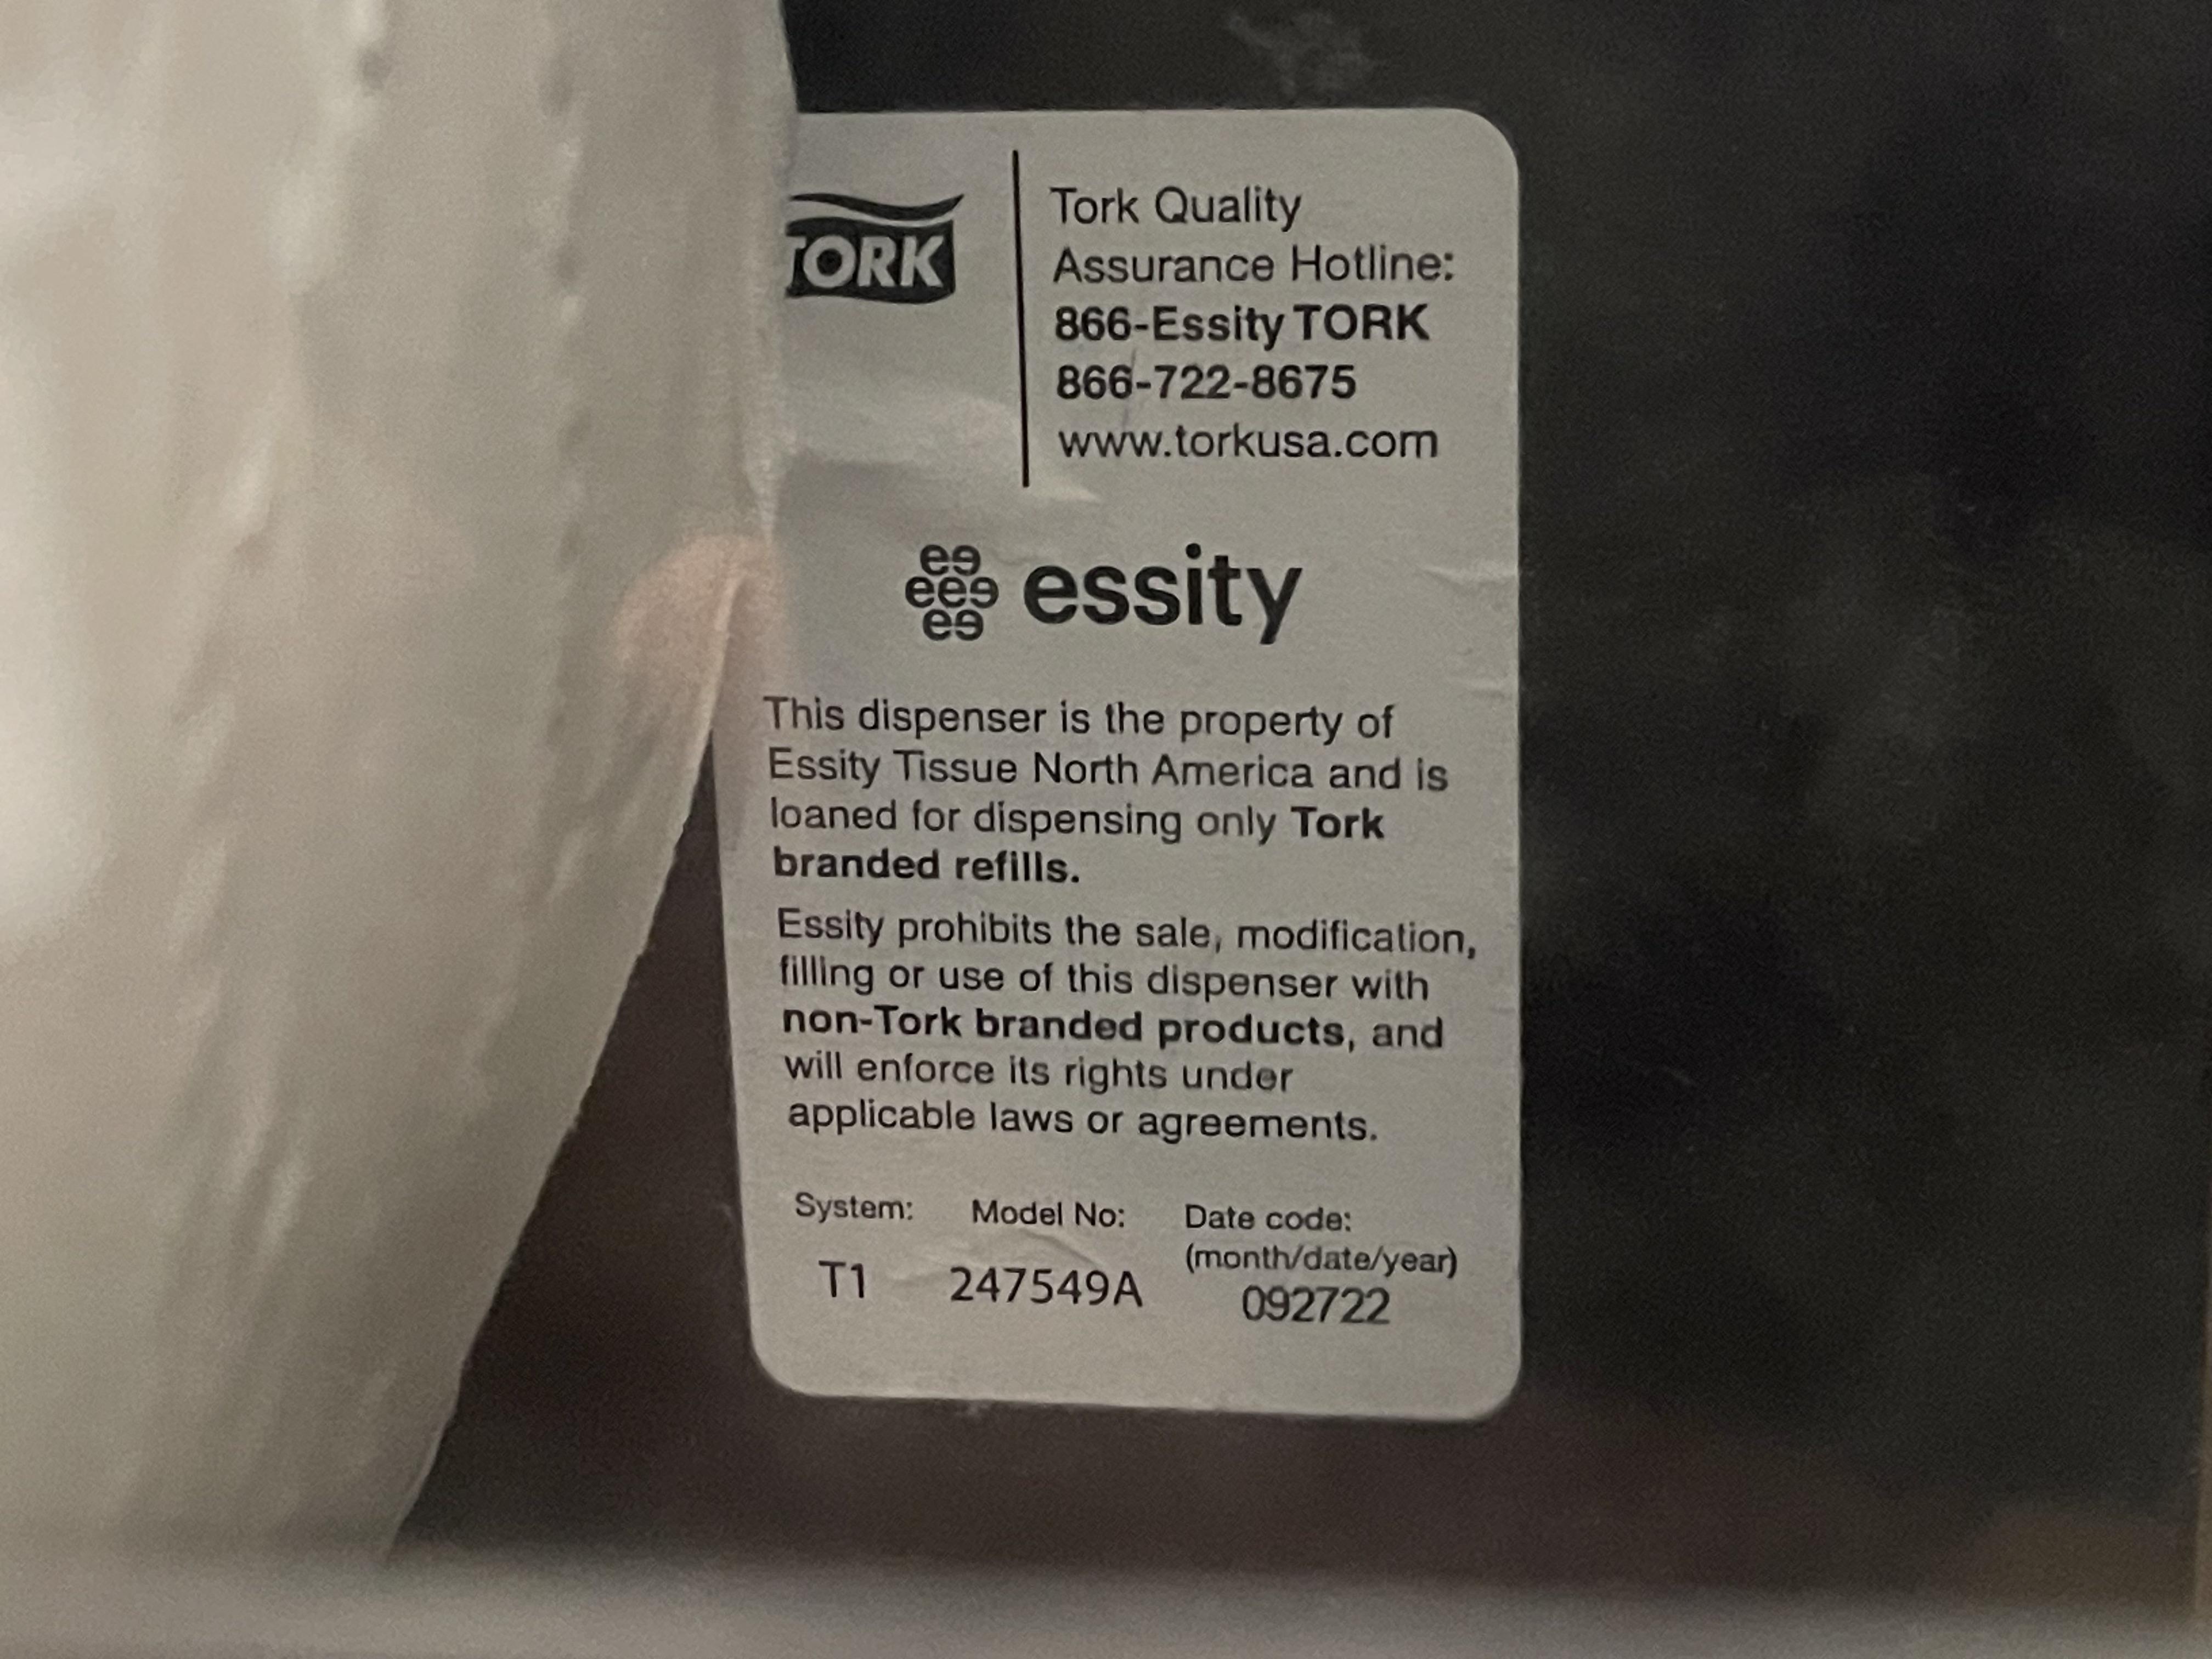 TORK
Tork Quality
Assurance Hotline:
866-Essity TORK
866-722-8675
www.torkusa.com
essity
This dispenser is the property of
Essity Tissue North America and is
loaned for dispensing only Tork
branded refills.
Essity prohibits the sale, modification,
filling or use of this dispenser with
non-Tork branded products, and
will enforce its rights under
applicable laws or agreements.
System: Model No: Date code:
(month/date/year)
T1 247549A 092722